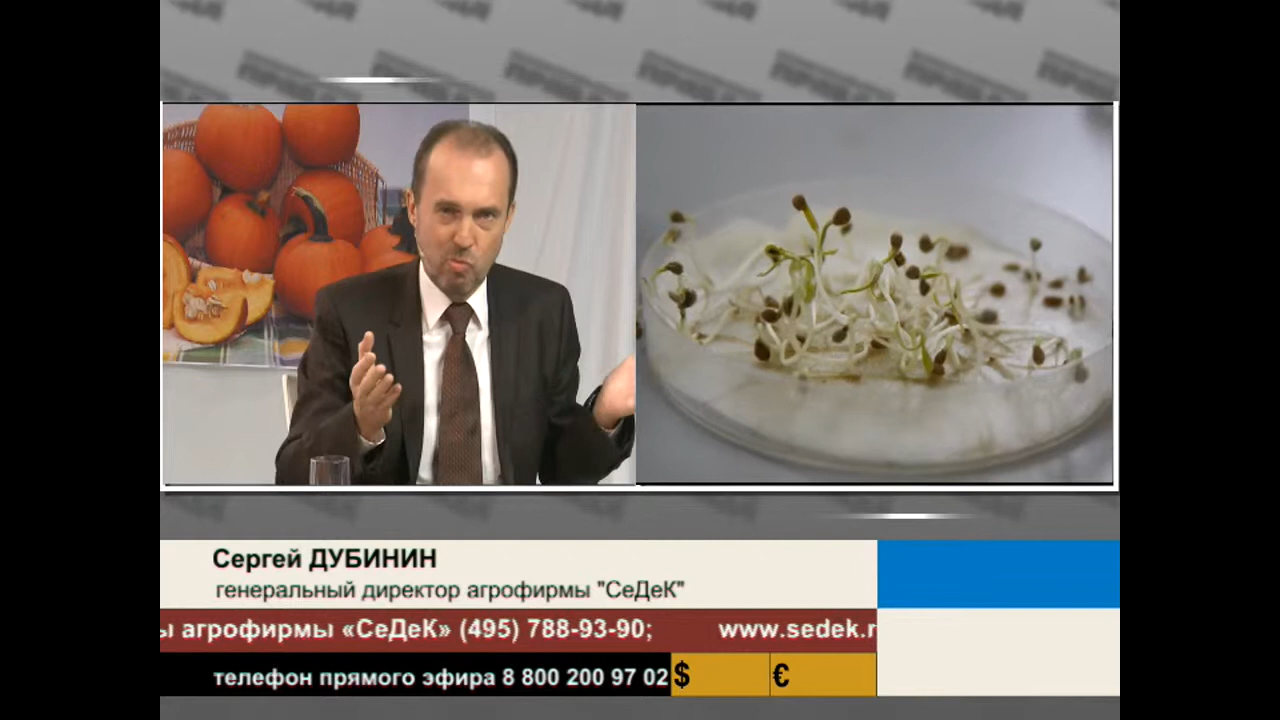 Сергей ДУБИНИН
генеральный директор агрофирмы "СеДеК"
ы агрофирмы «СеДеК» (495) 788-93-90; www.sedek.r
телефон прямого эфира 8 800 200 97 02 $ €